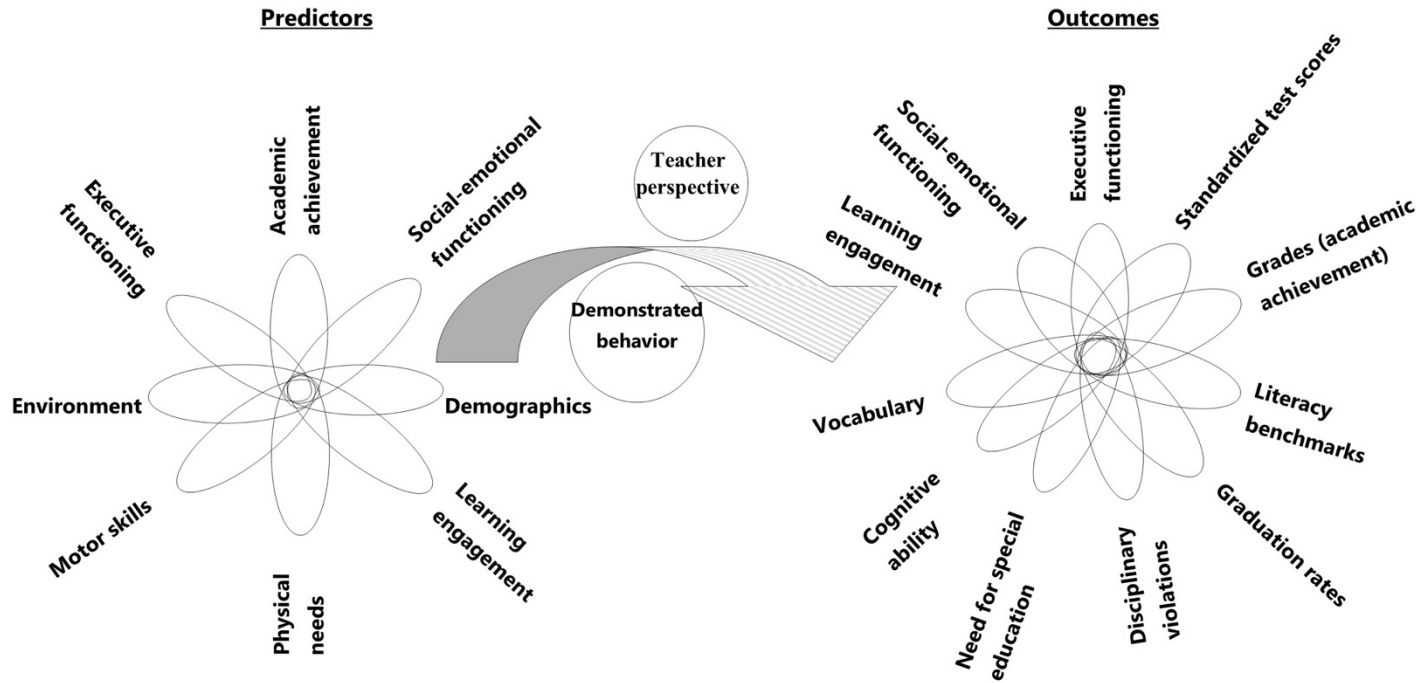 Predictors
Academic
achievement
Social-emotional
functioning
Executive
functioning
Environment
Demographics
Motor skills
Learning
engagement
Physical
needs
Teacher
perspective
Demonstrated
behavior
Outcomes
Executive
functioning
Standardized test scores
Social-emotional
functioning
Learning
engagement
Grades (academic
achievement)
Vocabulary
Literacy
benchmarks
Cognitive
ability
Graduation rates
Need for special
education
Disciplinary
violations